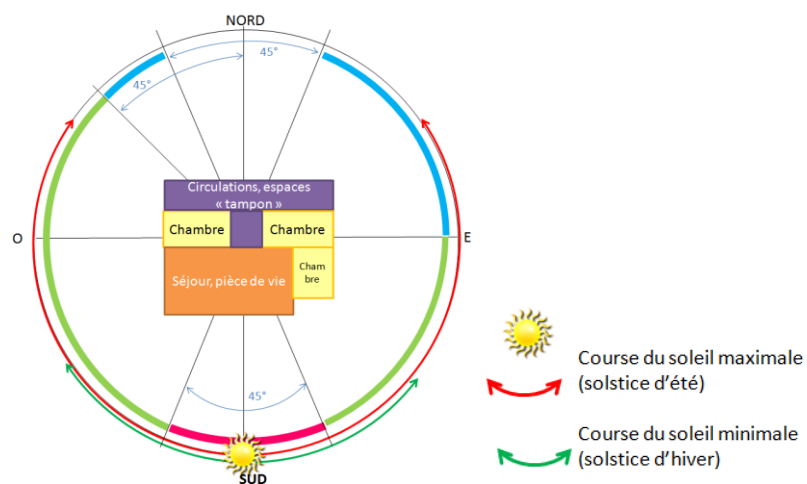 NORD
45°
45°
Circulations, espaces
« tampon »
Chambre
Chambre
O
E
Séjour, pièce de vie
Cham
bre
45°
SUD
Course du soleil maximale
(solstice d'été)
Course du soleil minimale
(solstice d'hiver)